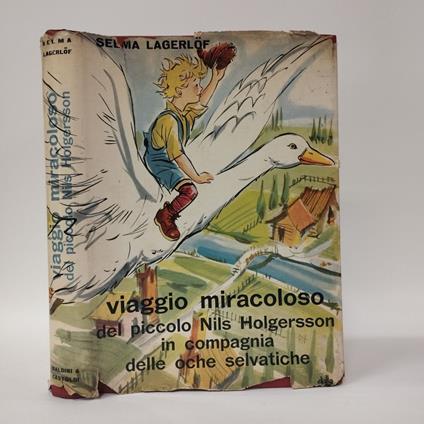 SELMA
LAGERLÖF
viaggio miracoloso
del piccolo Nils Holgersson
BALDINI &
CASTOLDI
SELMA LAGERLÖF
viaggio miracoloso
del piccolo Nils Holgersson
in compagnia
delle oche selvatiche